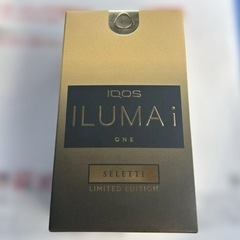 IQOS
ILUMA i
ONE
SELETTI
LIMITED EDITION